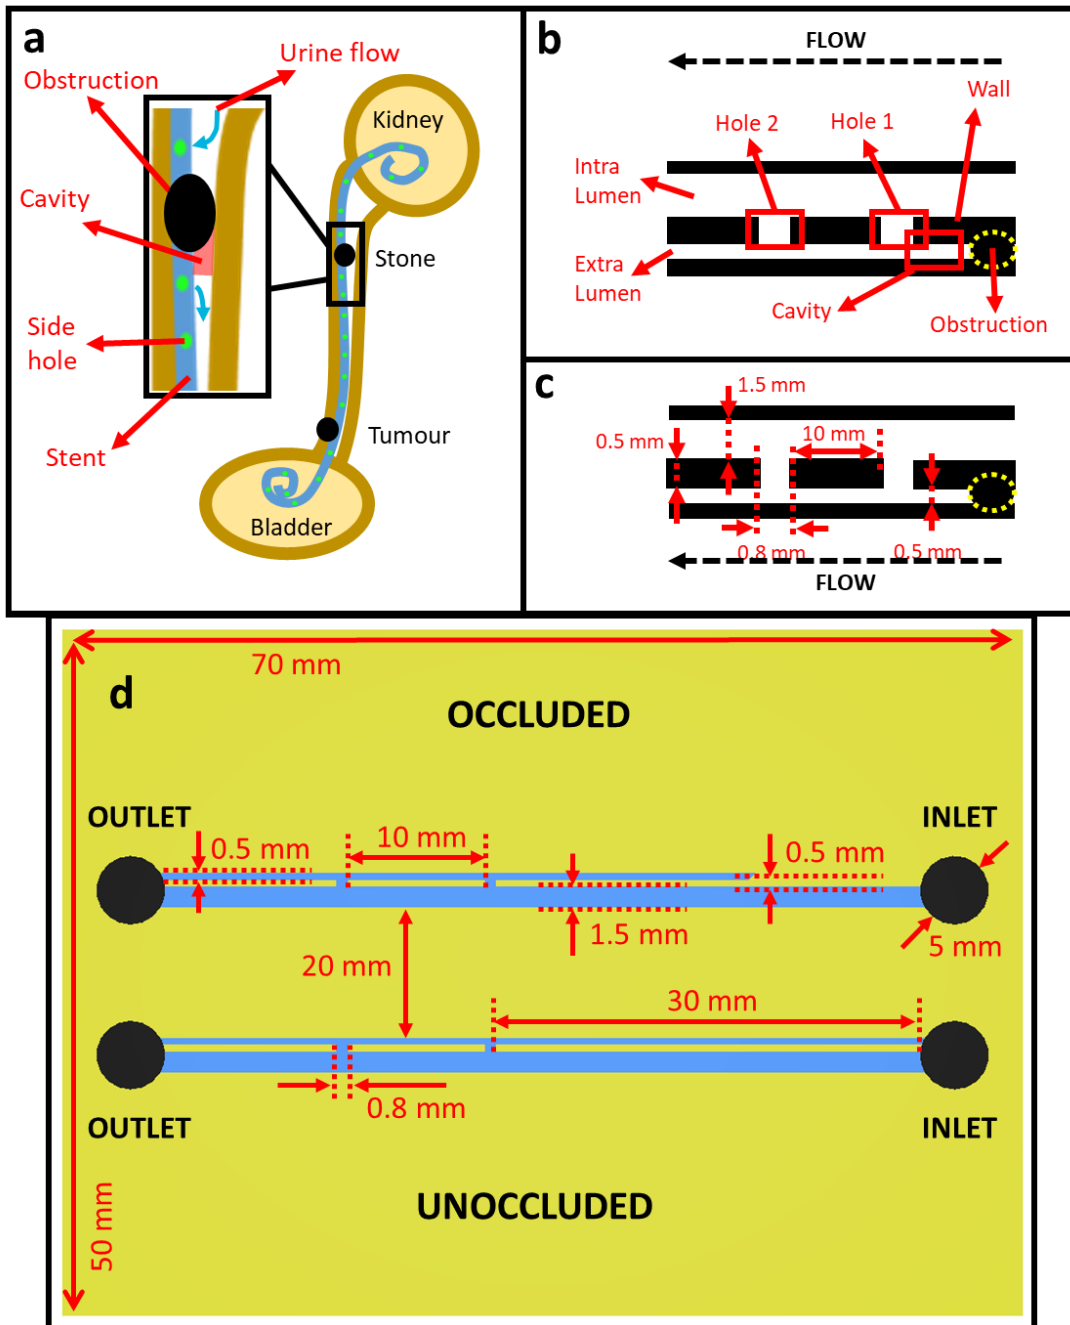 a
Urine flow
Obstruction
Kidney
Cavity
Stone
Side
hole
Tumour
Stent
Bladder
b
FLOW
Wall
Hole 2
Hole 1
Intra
Lumen
Extra
Lumen
Cavity
Obstruction
c
1.5 mm
0.5 mm
10 mm
0.8 mm
0.5 mm
FLOW
70 mm
d
OCCLUDED
OUTLET
INLET
0.5 mm
10 mm
0.5 mm
1.5 mm
5 mm
20 mm
30 mm
0.8 mm
OUTLET
INLET
UNOCCLUDED
50 mm